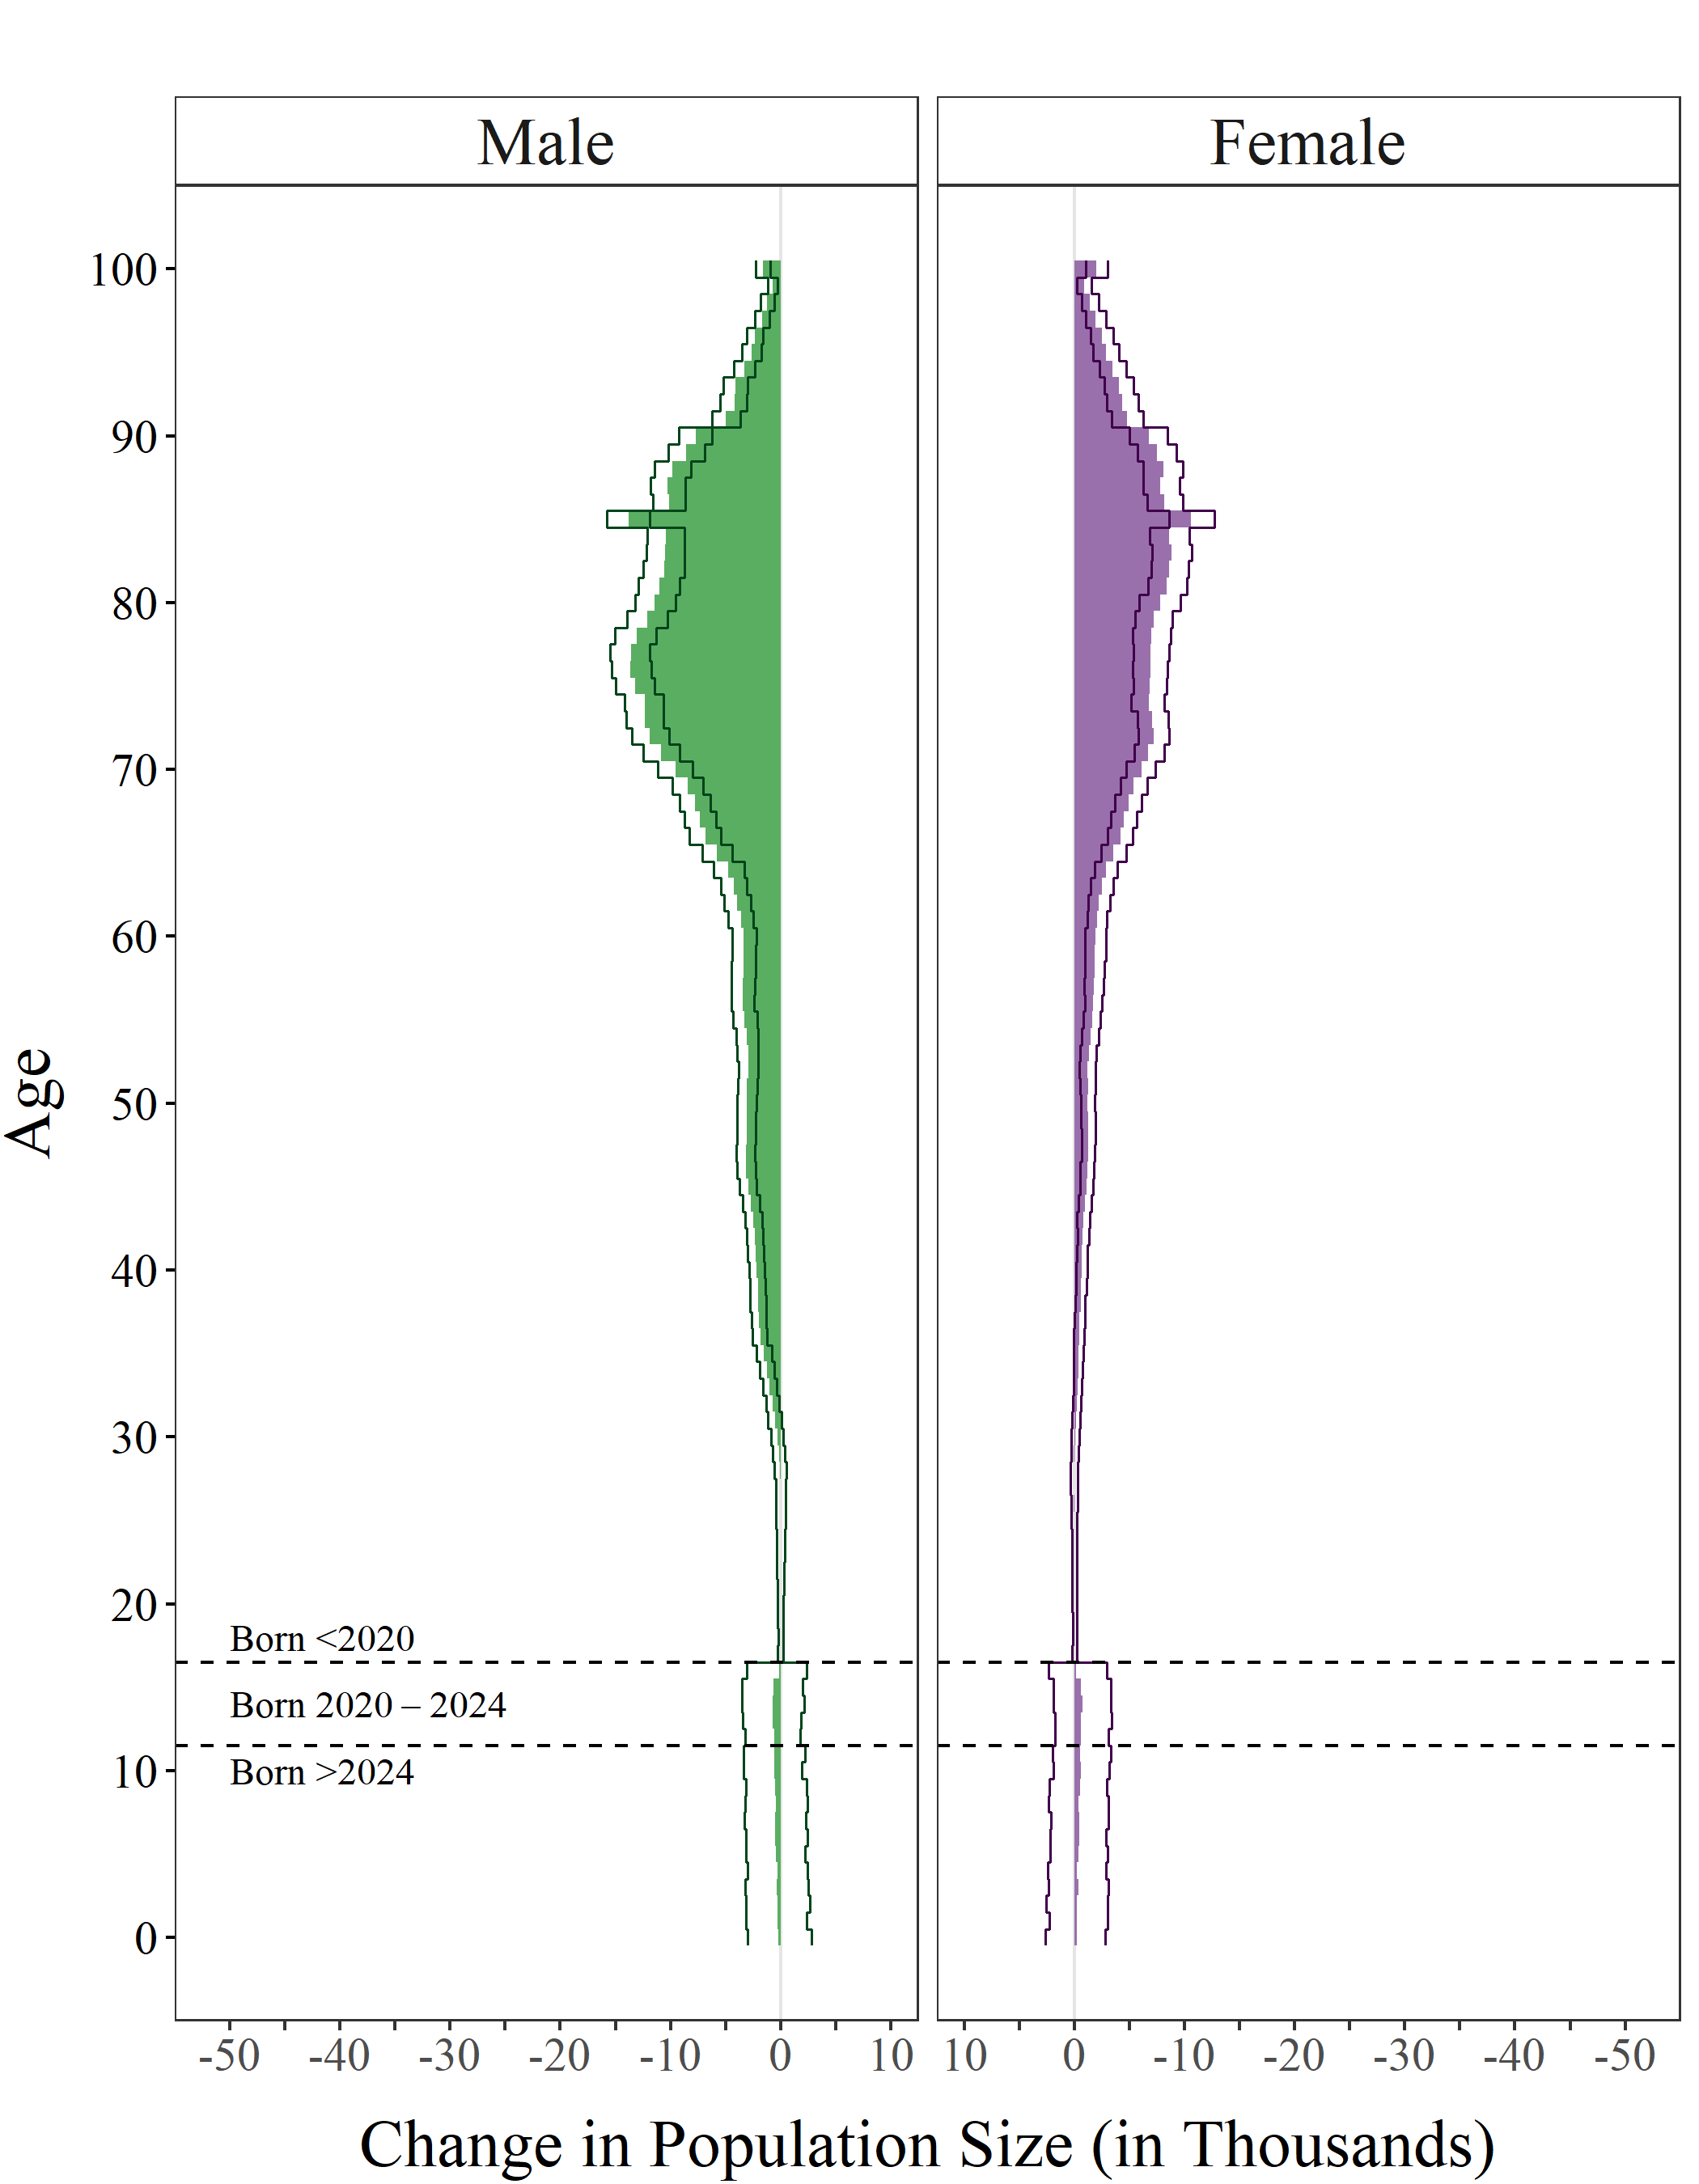 Male Female
Age
100
90
80
70
60
50
40
30
20
Born <2020
Born 2020 – 2024
10
Born >2024
0
-50 -40 -30 -20 -10 0 10 10 0 -10 -20 -30 -40 -50
Change in Population Size (in Thousands)